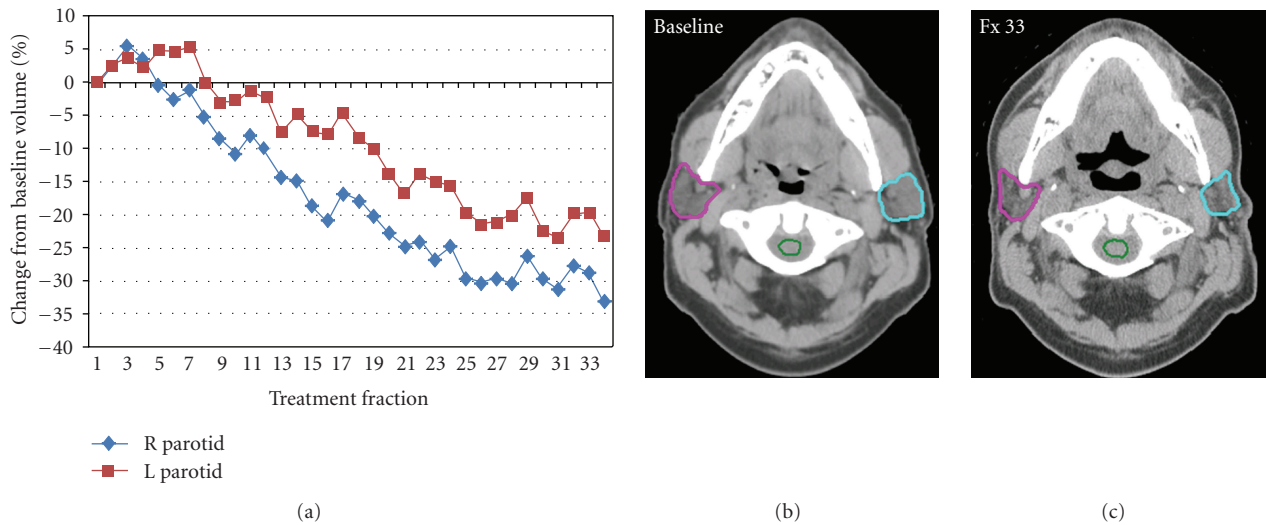 Change from baseline volume (%)
10
5
0
−5
−10
−15
−20
−25
−30
−35
−40
1 3 5 7 9 11 13 15 17 19 21 23 25 27 29 31 33
Treatment fraction
R parotid
L parotid
(a)
Baseline
(b)
Fx 33
(c)